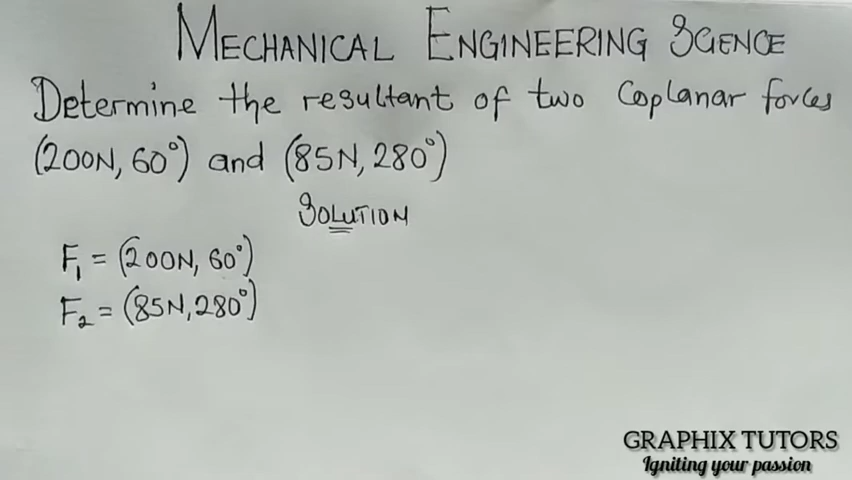 MECHANICAL ENGINEERING SCIENCE
Determine the resultant of two Coplanar forces
(200N, 60°) and (85N, 280°)
SOLUTION
F₁ = (200N, 60°)
F₂ = (85N, 280°)
GRAPHIX TUTORS
Igniting your passion